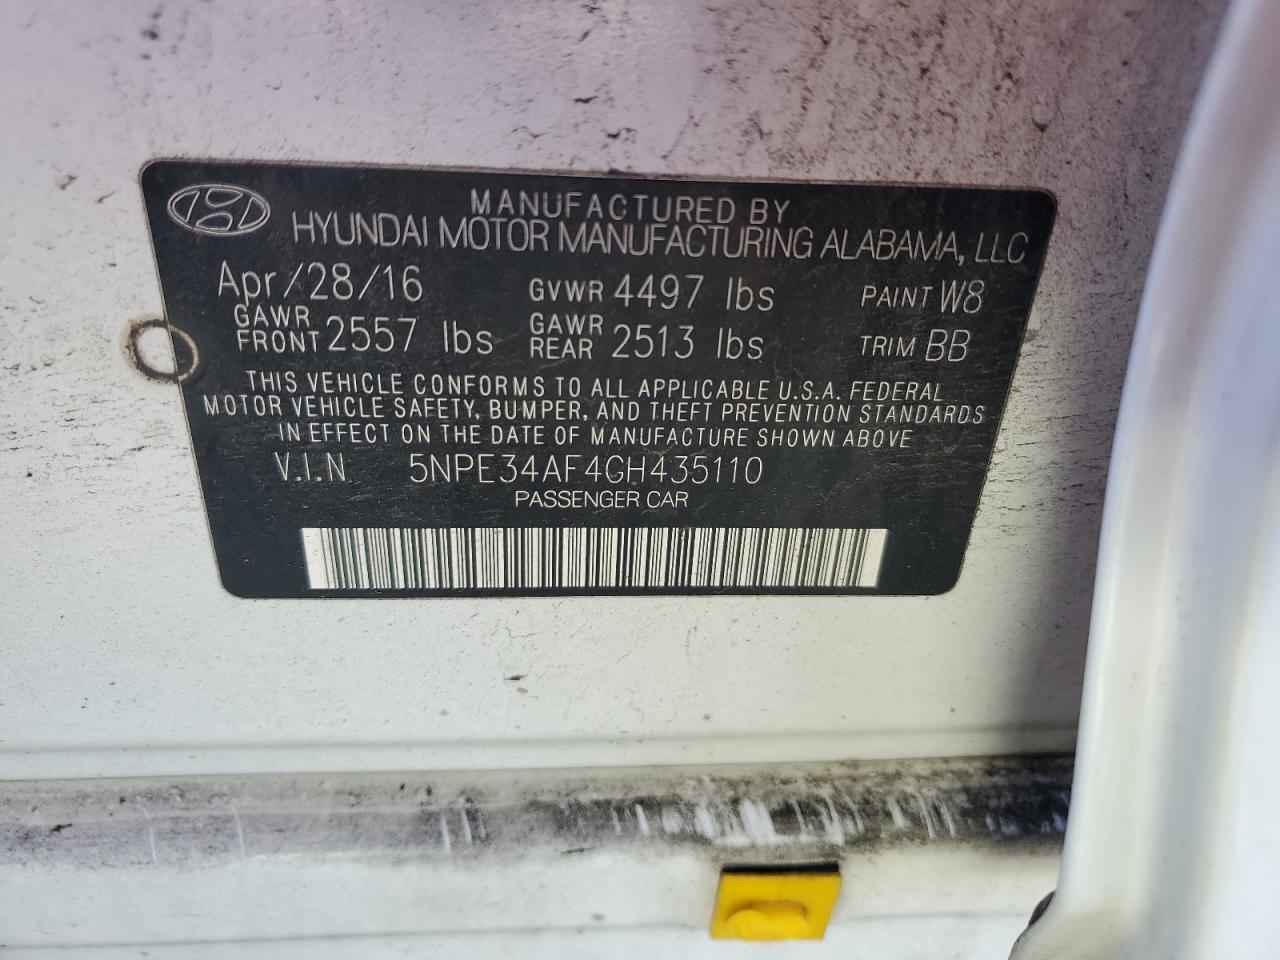 MANUFACTURED BY
HYUNDAI MOTOR MANUFACTURING ALABAMA, LLC
Apr/28/16 GVWR 4497 lbs PAINT W8
GAWR FRONT 2557 lbs GAWR REAR 2513 lbs TRIM BB
THIS VEHICLE CONFORMS TO ALL APPLICABLE U.S.A. FEDERAL
MOTOR VEHICLE SAFETY, BUMPER, AND THEFT PREVENTION STANDARDS
IN EFFECT ON THE DATE OF MANUFACTURE SHOWN ABOVE
V.I.N 5NPE34AF4GH435110
PASSENGER CAR